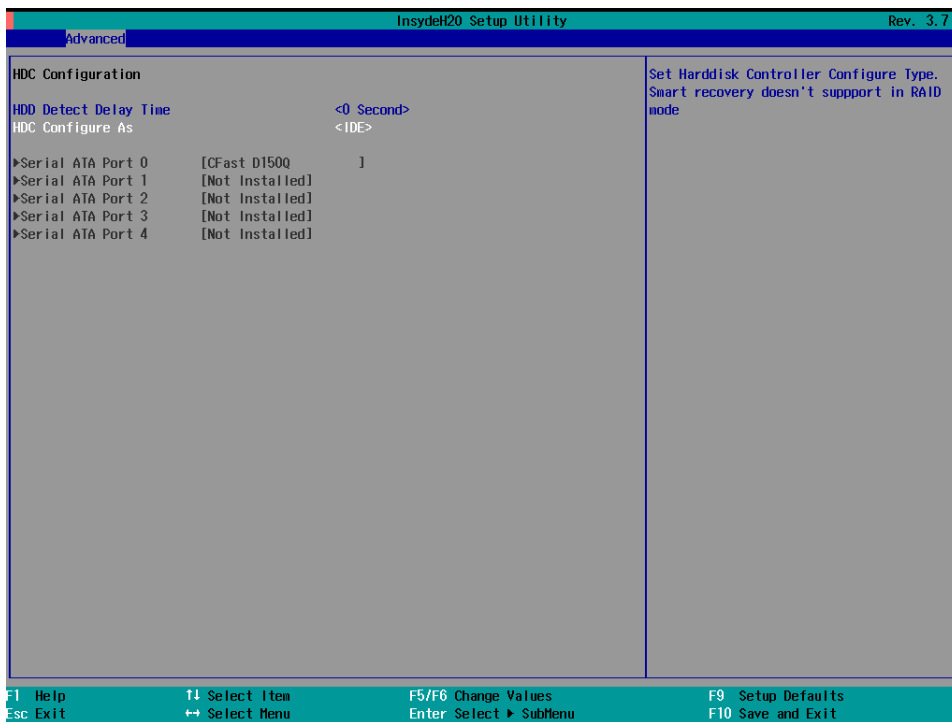 InsydeH20 Setup Utility Rev. 3.7
Advanced
HDC Configuration
HDD Detect Delay Time <0 Second>
HDC Configure As <IDE>
▶Serial ATA Port 0 [CFast D150Q ]
▶Serial ATA Port 1 [Not Installed]
▶Serial ATA Port 2 [Not Installed]
▶Serial ATA Port 3 [Not Installed]
▶Serial ATA Port 4 [Not Installed]
Set Harddisk Controller Configure Type.
Smart recovery doesn't suppport in RAID
mode
F1 Help ↑↓ Select Item F5/F6 Change Values F9 Setup Defaults
Esc Exit ↔ Select Menu Enter Select ▶ SubMenu F10 Save and Exit